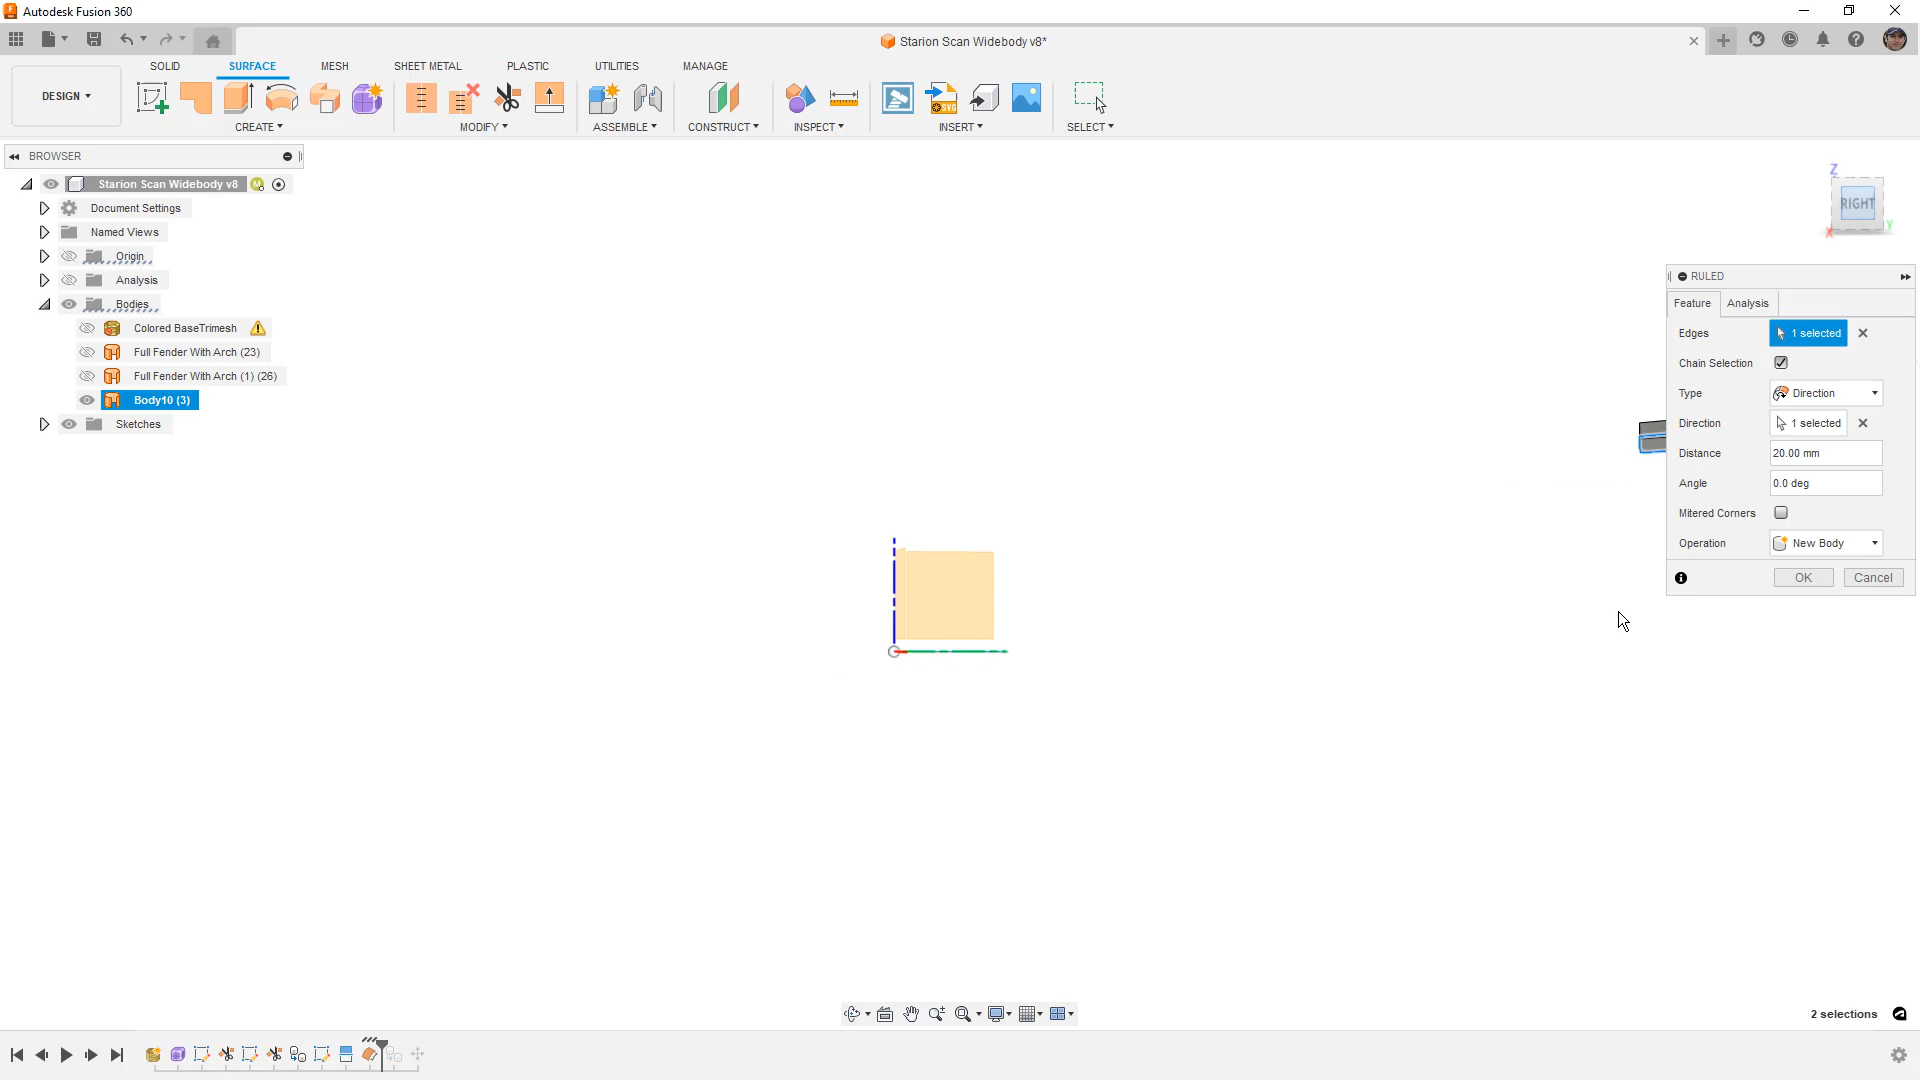 Autodesk Fusion 360
Starion Scan Widebody v8*
DESIGN
SOLID
SURFACE
MESH
SHEET METAL
PLASTIC
UTILITIES
MANAGE
CREATE
MODIFY
ASSEMBLE
CONSTRUCT
INSPECT
INSERT
SELECT
SVG
BROWSER
Starion Scan Widebody v8
Document Settings
Named Views
Origin
Analysis
Bodies
Colored BaseTrimesh
Full Fender With Arch (23)
Full Fender With Arch (1) (26)
Body10 (3)
Sketches
Z
RIGHT
X
Y
RULED
Feature
Analysis
Edges
1 selected
Chain Selection
Type
Direction
Direction
1 selected
Distance
20.00 mm
Angle
0.0 deg
Mitered Corners
Operation
New Body
OK
Cancel
2 selections